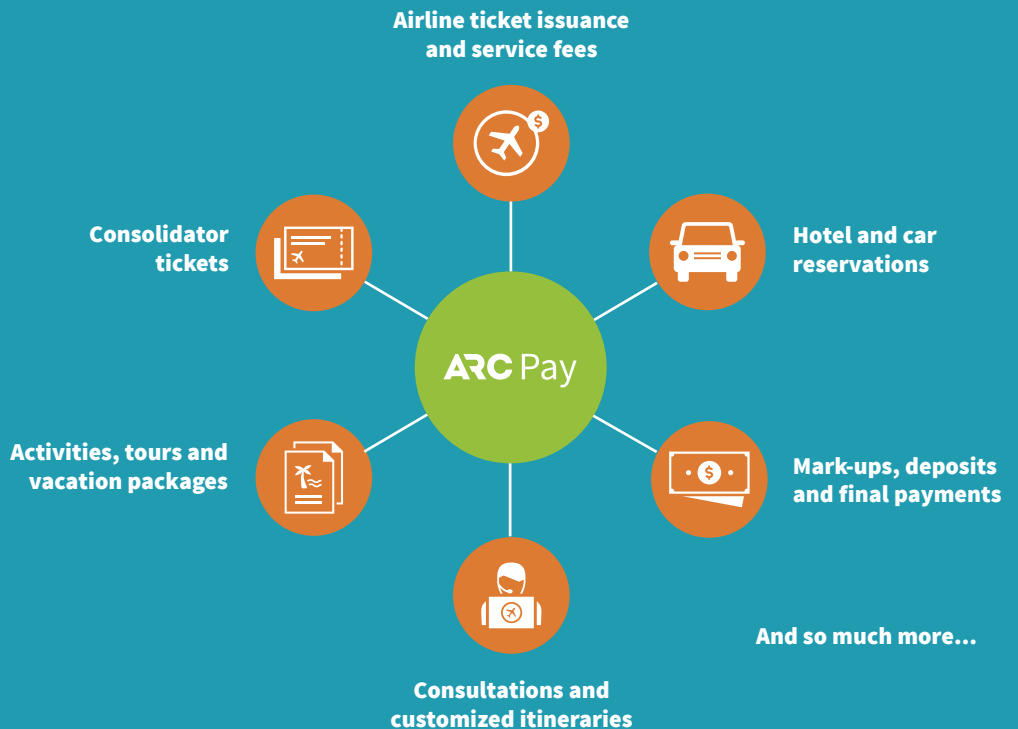 Airline ticket issuance
and service fees
$
Consolidator
tickets
Hotel and car
reservations
ARC Pay
Activities, tours and
vacation packages
$
Mark-ups, deposits
and final payments
And so much more...
Consultations and
customized itineraries